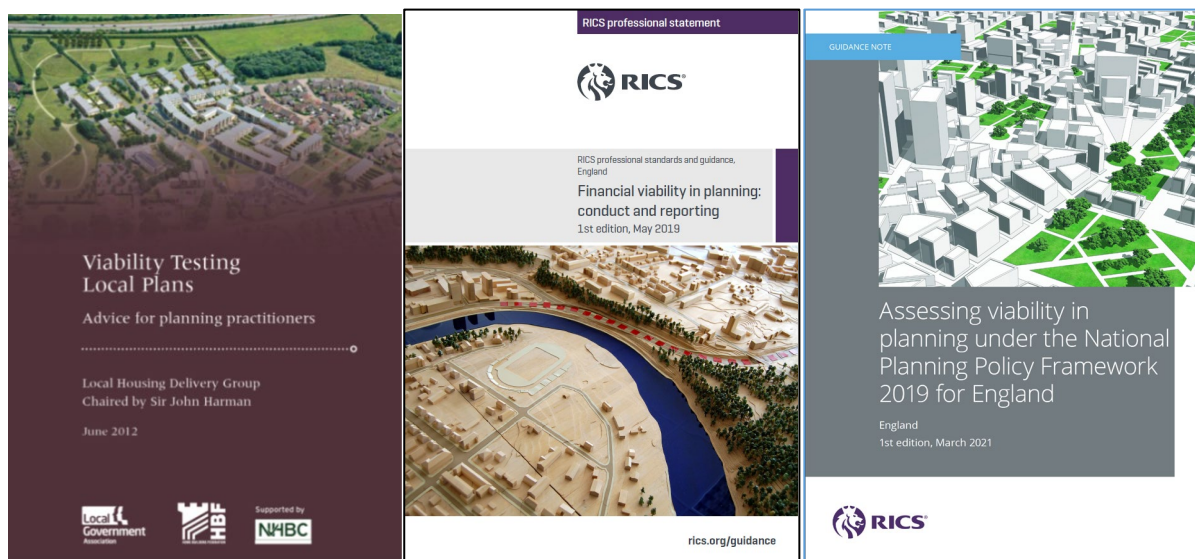 Viability Testing
Local Plans
Advice for planning practitioners
Local Housing Delivery Group
Chaired by Sir John Harman
June 2012
Local
Government
Association
HBF
Supported by
NHBC
RICS professional statement
RICS
RICS professional standards and guidance,
England
Financial viability in planning:
conduct and reporting
1st edition, May 2019
rics.org/guidance
GUIDANCE NOTE
Assessing viability in
planning under the National
Planning Policy Framework
2019 for England
England
1st edition, March 2021
RICS